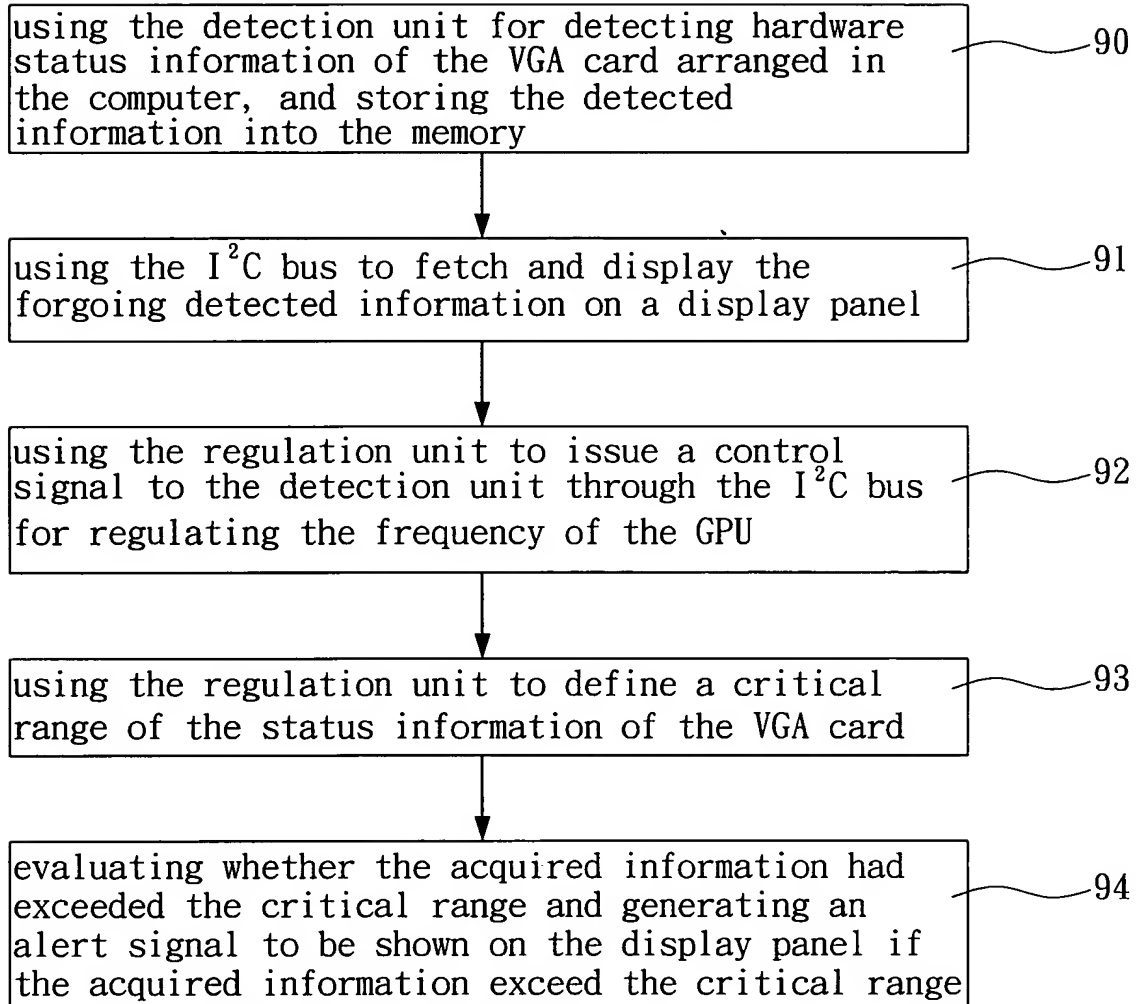 using the detection unit for detecting hardware
status information of the VGA card arranged in
the computer, and storing the detected
information into the memory
90
using the I²C bus to fetch and display the
forgoing detected information on a display panel
91
using the regulation unit to issue a control
signal to the detection unit through the I²C bus
for regulating the frequency of the GPU
92
using the regulation unit to define a critical
range of the status information of the VGA card
93
evaluating whether the acquired information had
exceeded the critical range and generating an
alert signal to be shown on the display panel if
the acquired information exceed the critical range
94